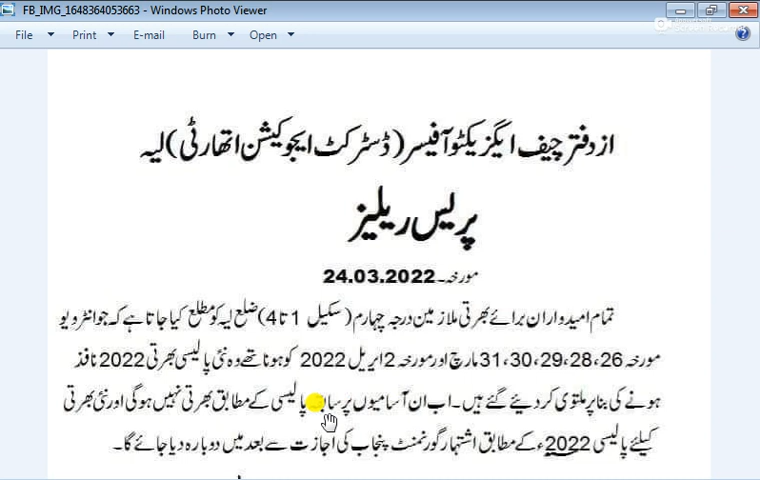 FB_IMG_1648364053663 - Windows Photo Viewer
File Print E-mail Burn Open
از دفتر چیف ایگزیکٹو آفیسر (ڈسٹرکٹ ایجوکیشن اتھارٹی) لیہ
پریس ریلیز
مورخہ۔24.03.2022
تمام امیدواران برائے بھرتی ملازمین درجہ چہارم (سکیل 1 تا 4) ضلع لیہ کو مطلع کیا جاتا ہے کہ جو انٹرویو
مورخہ 26،28،29،30،31 مارچ اور مورخہ 2 اپریل 2022 کو ہونا تھے وہ نئی پالیسی بھرتی 2022 نافذ
ہونے کی بنا پر ملتوی کر دئیے گئے ہیں۔ اب ان آسامیوں پر پالیسی کے مطابق بھرتی نہیں ہوگی اور نئی بھرتی
کیلئے پالیسی 2022ء کے مطابق اشتہار گورنمنٹ پنجاب کی اجازت سے بعد میں دوبارہ دیا جائے گا۔